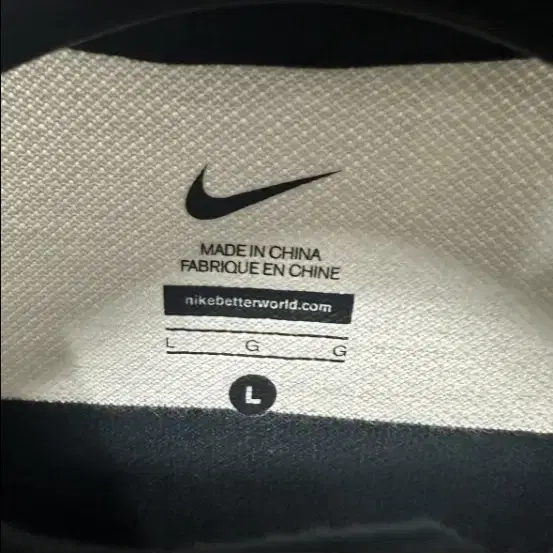 MADE IN CHINA
FABRIQUE EN CHINE
nikebetterworld.com
L G G
L